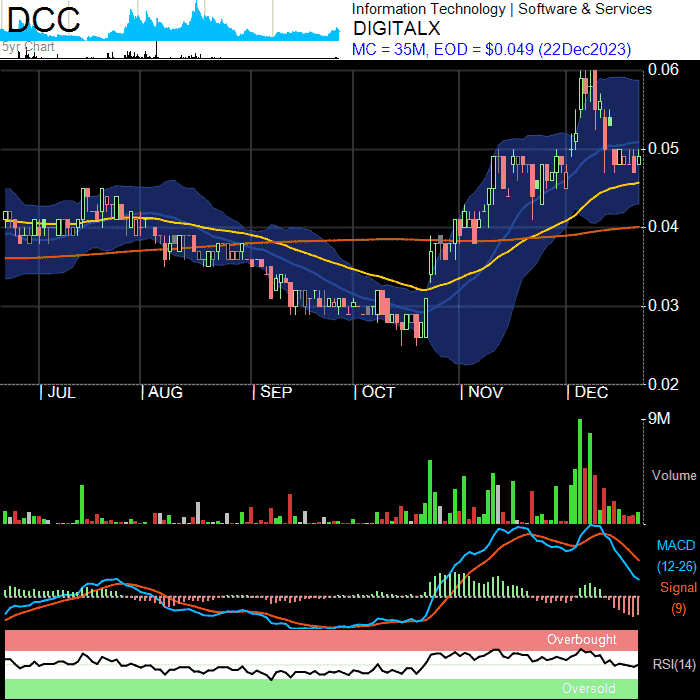 DCC
Information Technology | Software & Services
DIGITALX
5yr Chart
MC = 35M, EOD = $0.049 (22Dec2023)
0.06
0.05
0.04
0.03
0.02
| JUL | AUG | SEP | OCT | NOV | DEC
9M
Volume
MACD
(12-26)
Signal
(9)
Overbought
RSI(14)
Oversold